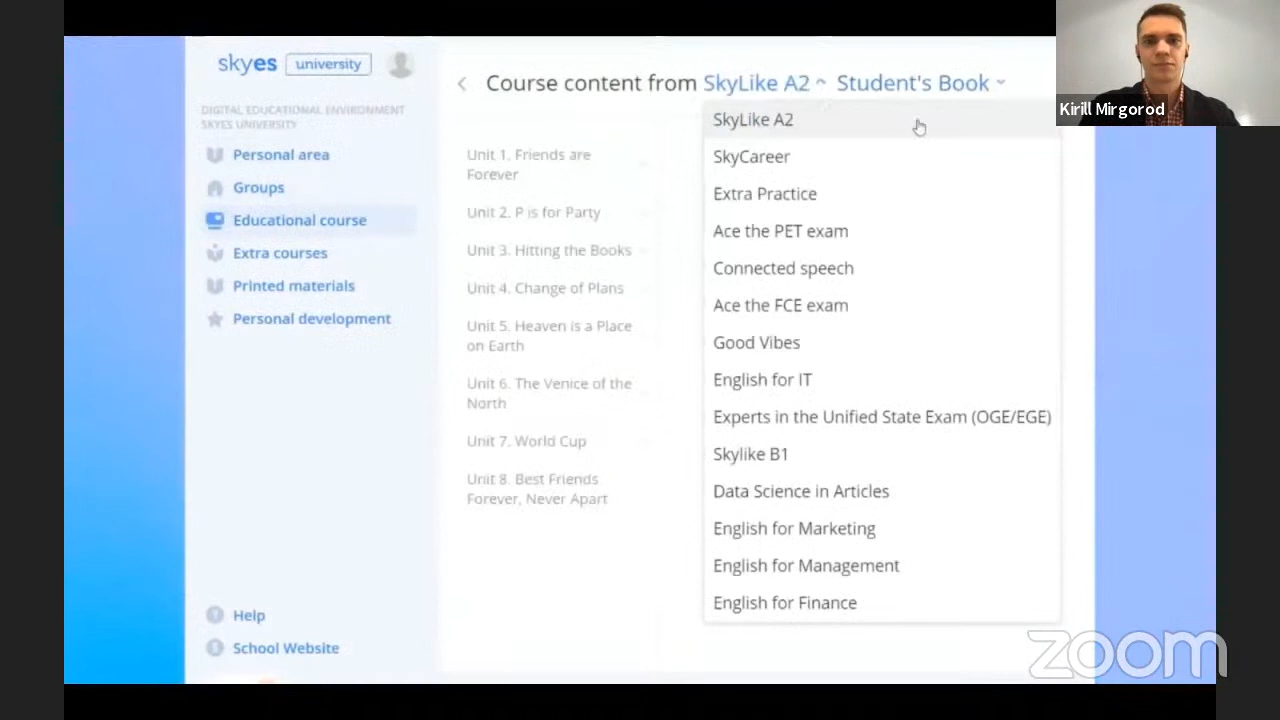 skyes university
DIGITAL EDUCATIONAL ENVIRONMENT
SKYES UNIVERSITY
Personal area
Groups
Educational course
Extra courses
Printed materials
Personal development
Help
School Website
Course content from SkyLike A2 Student's Book
Unit 1. Friends are
Forever
Unit 2. P is for Party
Unit 3. Hitting the Books
Unit 4. Change of Plans
Unit 5. Heaven is a Place
on Earth
Unit 6. The Venice of the
North
Unit 7. World Cup
Unit 8. Best Friends
Forever, Never Apart
SkyLike A2
SkyCareer
Extra Practice
Ace the PET exam
Connected speech
Ace the FCE exam
Good Vibes
English for IT
Experts in the Unified State Exam (OGE/EGE)
Skylike B1
Data Science in Articles
English for Marketing
English for Management
English for Finance
Kirill Mirgorod
zoom